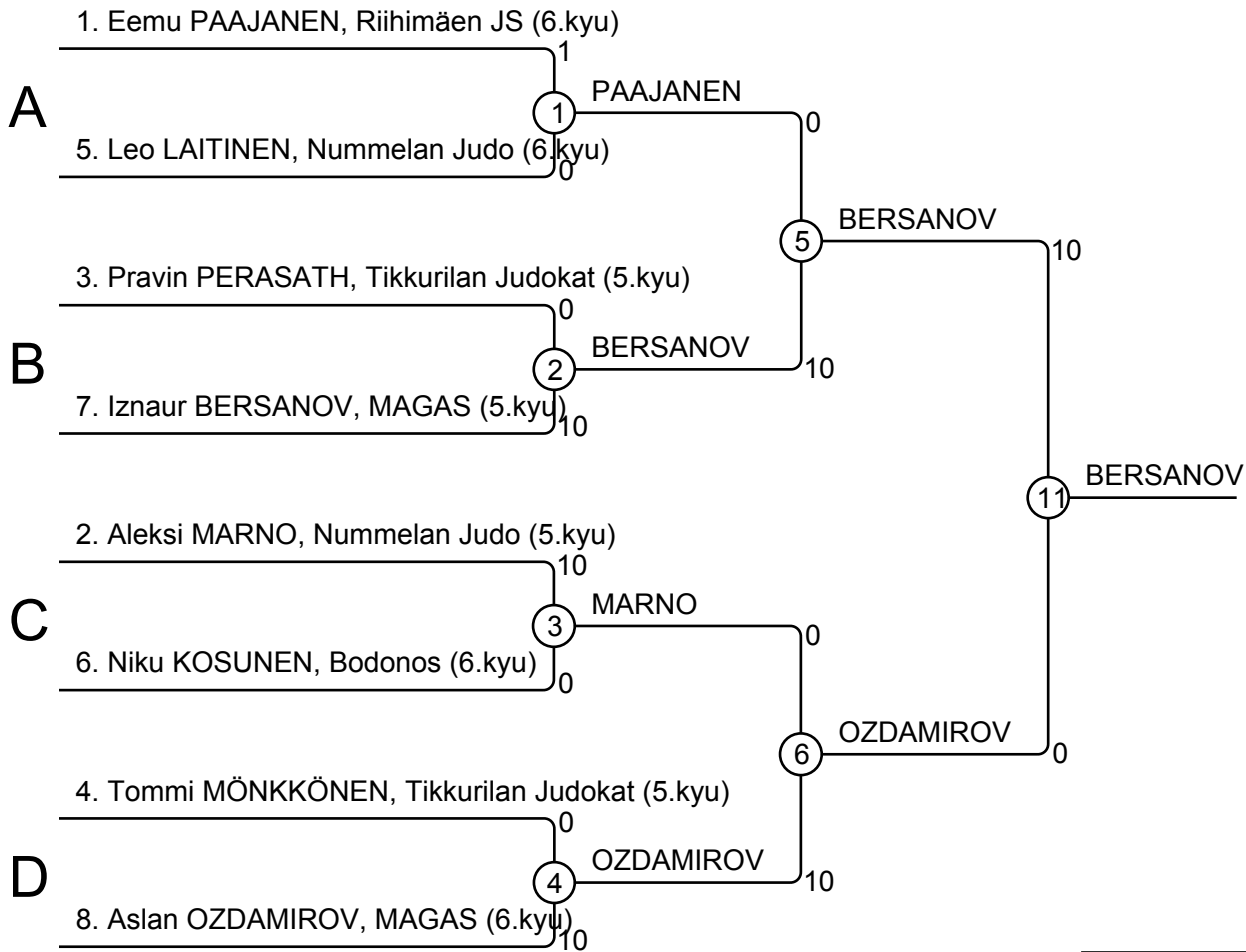 1. Eemu PAAJANEN, Riihimäen JS (6.kyu)
1
A
1
PAAJANEN
0
5. Leo LAITINEN, Nummelan Judo (6.kyu)
0
5
BERSANOV
10
3. Pravin PERASATH, Tikkurilan Judokat (5.kyu)
0
B
2
BERSANOV
10
7. Iznaur BERSANOV, MAGAS (5.kyu)
10
11
BERSANOV
2. Aleksi MARNO, Nummelan Judo (5.kyu)
10
C
3
MARNO
0
6. Niku KOSUNEN, Bodonos (6.kyu)
0
6
OZDAMIROV
0
4. Tommi MÖNKKÖNEN, Tikkurilan Judokat (5.kyu)
0
D
4
OZDAMIROV
10
8. Aslan OZDAMIROV, MAGAS (6.kyu)
10